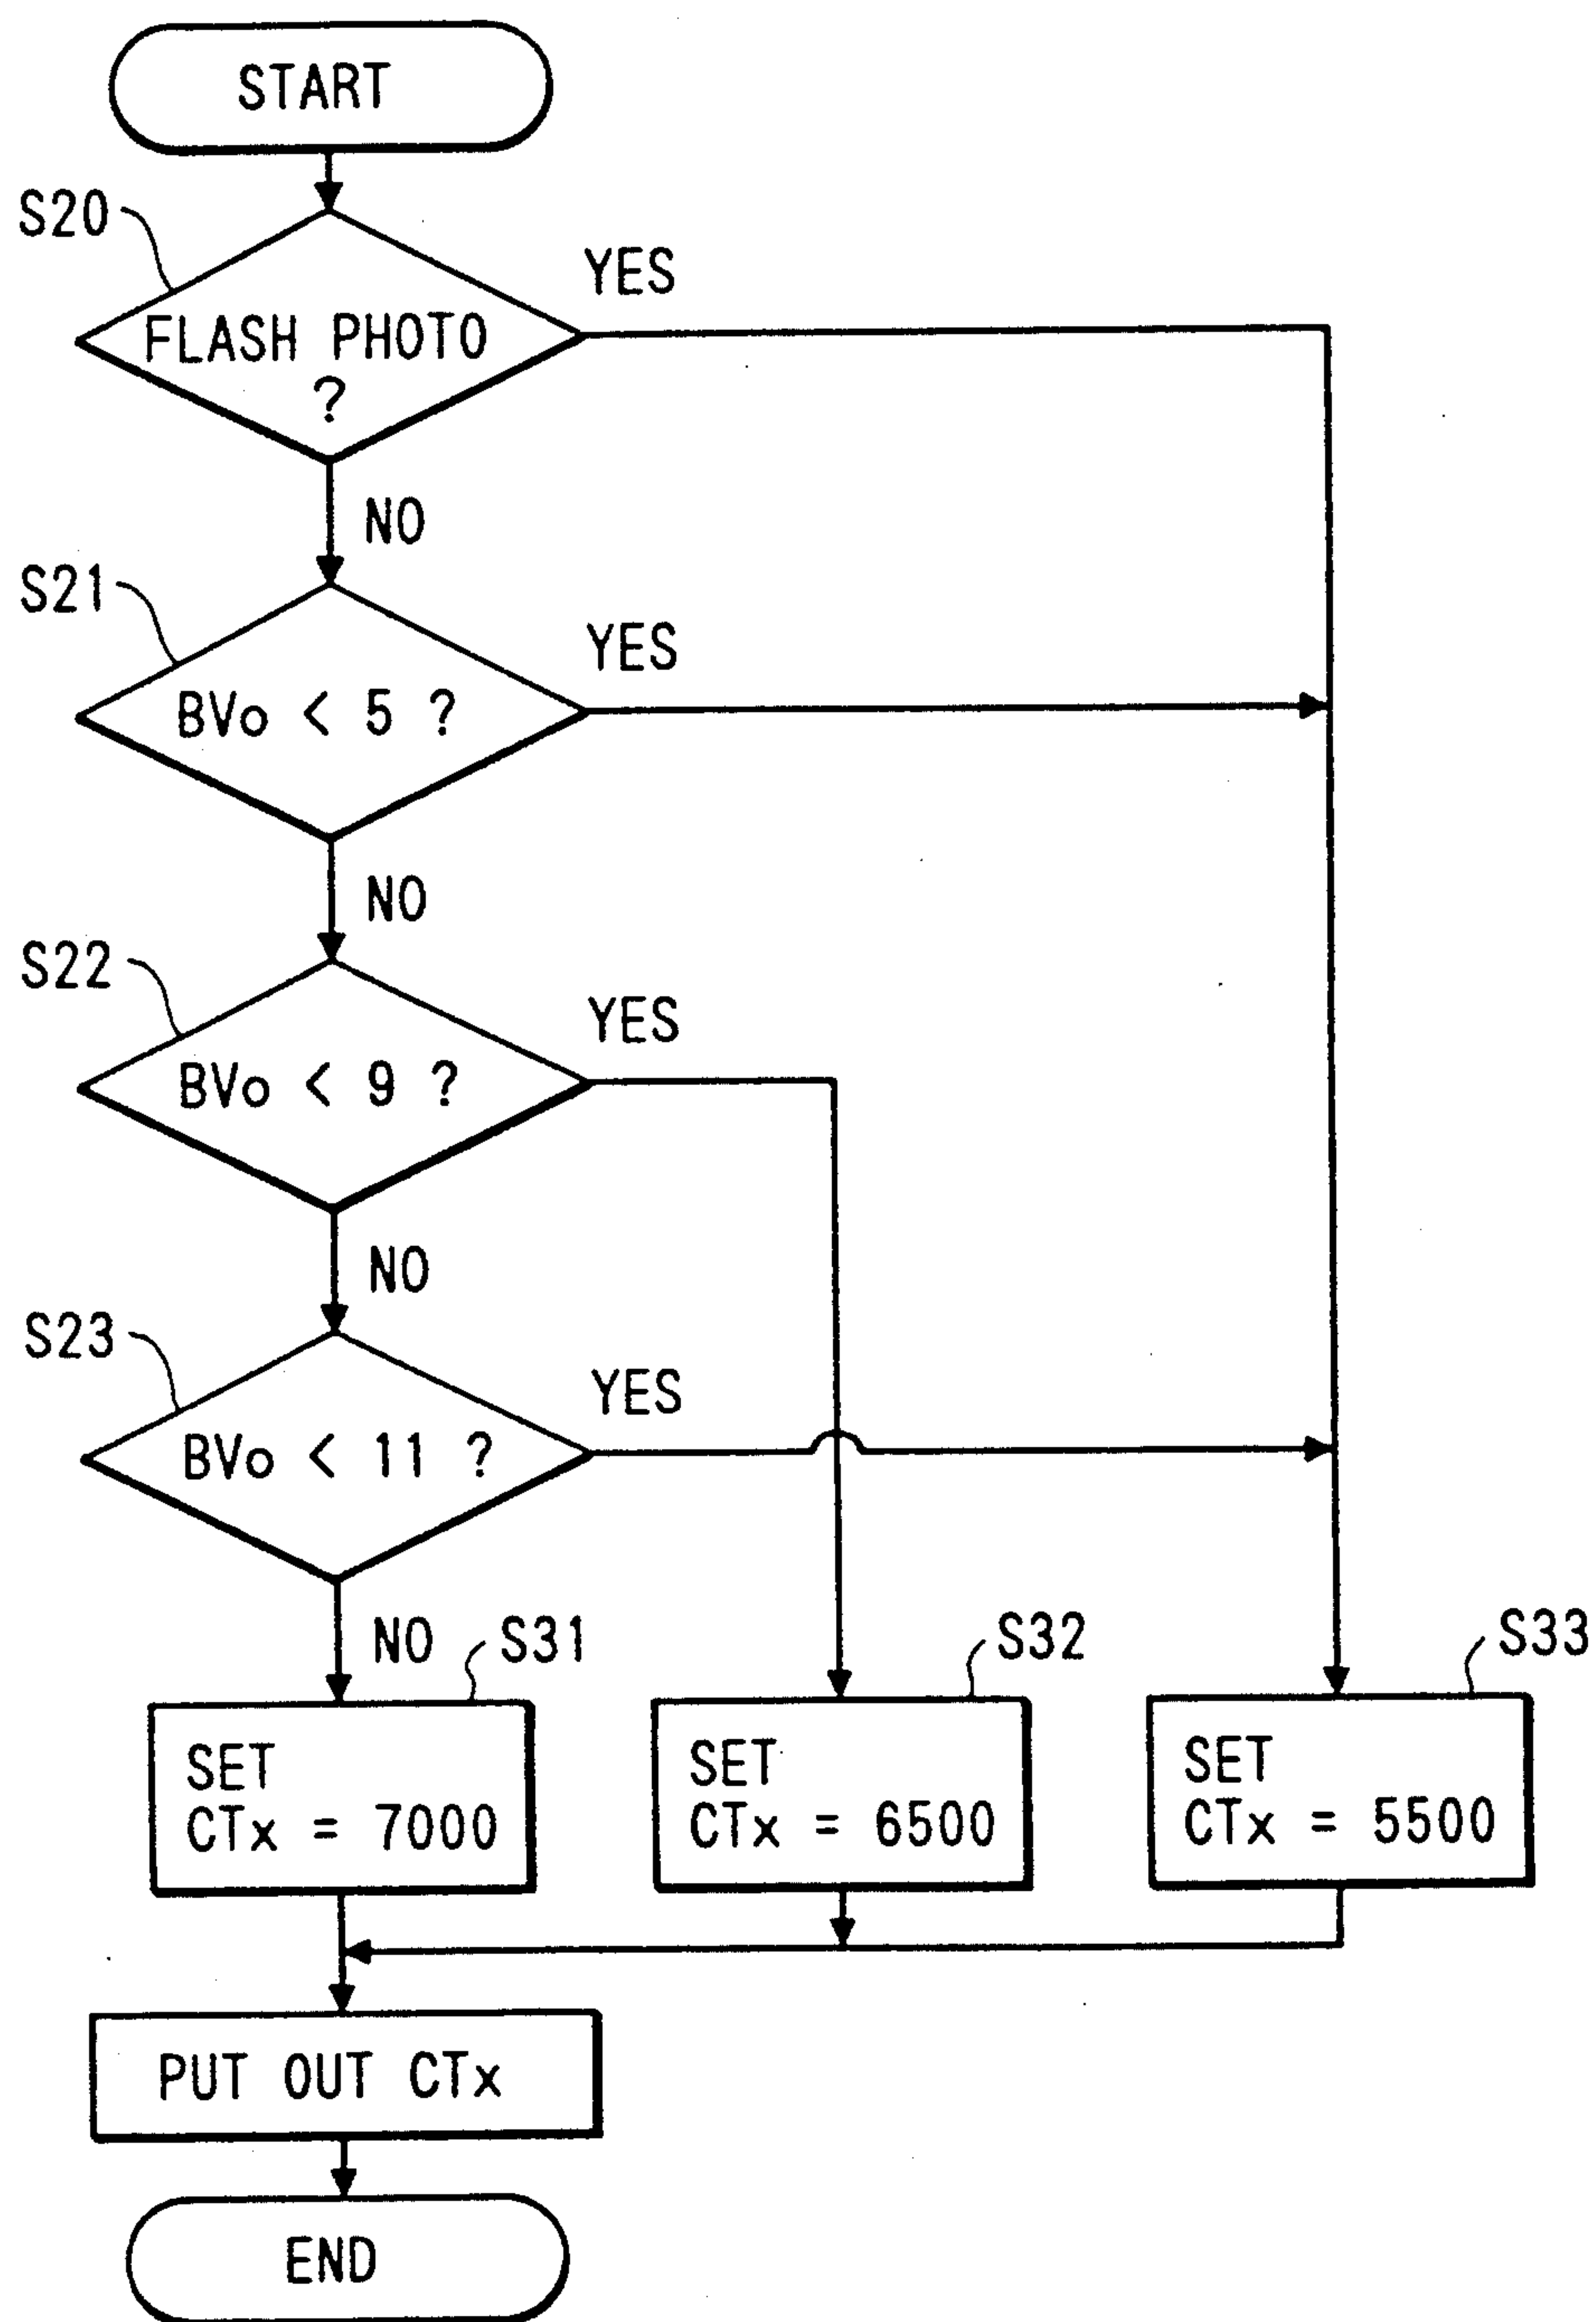 START
S20
YES
FLASH PHOTO
?
NO
S21
YES
BVo < 5 ?
NO
S22
YES
BVo < 9 ?
NO
S23
YES
BVo < 11 ?
NO
S31
S32
S33
SET
CTx = 7000
SET
CTx = 6500
SET
CTx = 5500
PUT OUT CTx
END